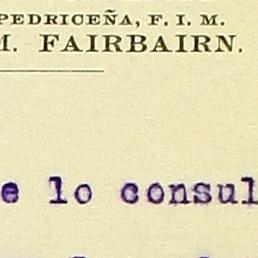 PEDRICEÑA, F. I. M.
M. FAIRBAIRN.
e lo consul